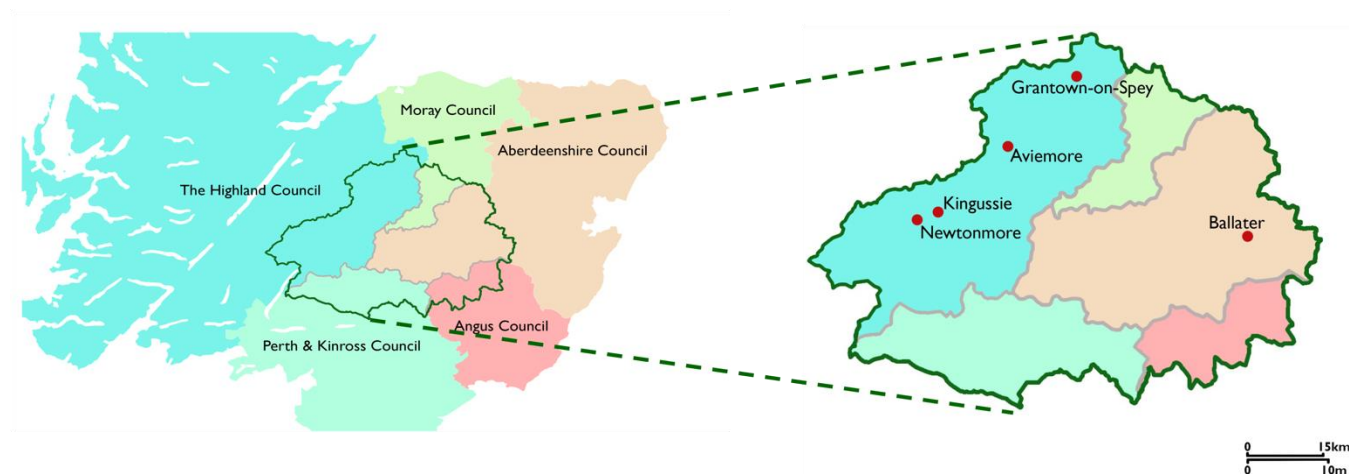 Moray Council
Aberdeenshire Council
The Highland Council
Angus Council
Perth & Kinross Council
Grantown-on-Spey
Aviemore
Kingussie
Newtonmore
Ballater
0 15km
0 10m